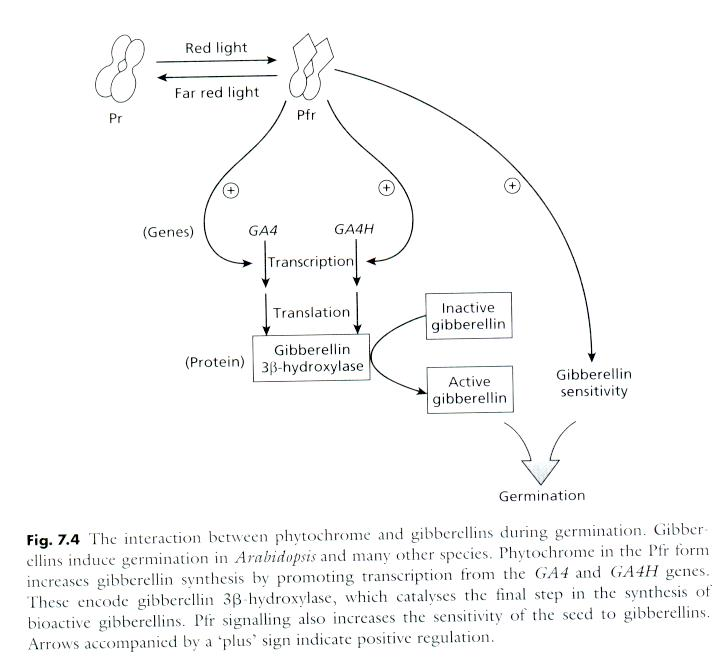 Red light
Far red light
Pr
Pfr
+
+
+
(Genes)
GA4
GA4H
Transcription
Translation
Inactive
gibberellin
(Protein)
Gibberellin
3β-hydroxylase
Active
gibberellin
Gibberellin
sensitivity
Germination
Fig. 7.4 The interaction between phytochrome and gibberellins during germination. Gibber-
ellins induce germination in Arabidopsis and many other species. Phytochrome in the Pfr form
increases gibberellin synthesis by promoting transcription from the GA4 and GA4H genes.
These encode gibberellin 3β-hydroxylase, which catalyses the final step in the synthesis of
bioactive gibberellins. Pfr signalling also increases the sensitivity of the seed to gibberellins.
Arrows accompanied by a ‘plus’ sign indicate positive regulation.